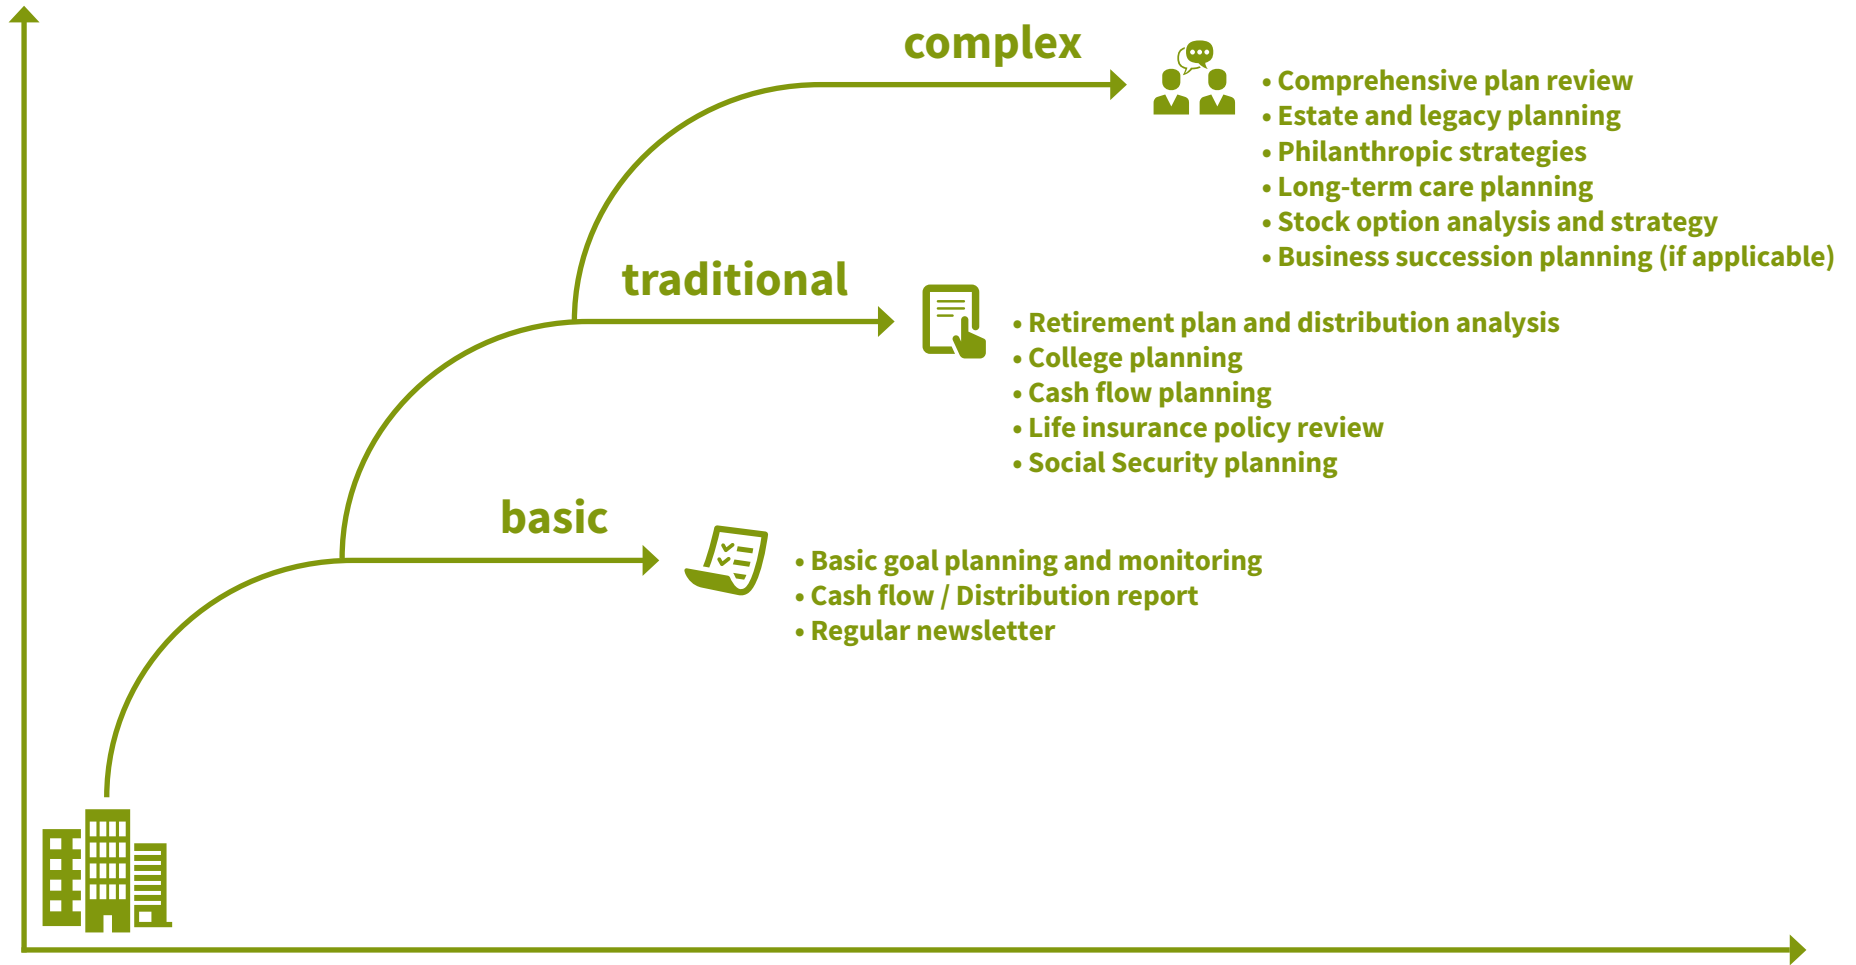 complex
• Comprehensive plan review
• Estate and legacy planning
• Philanthropic strategies
• Long-term care planning
• Stock option analysis and strategy
• Business succession planning (if applicable)
traditional
• Retirement plan and distribution analysis
• College planning
• Cash flow planning
• Life insurance policy review
• Social Security planning
basic
• Basic goal planning and monitoring
• Cash flow / Distribution report
• Regular newsletter